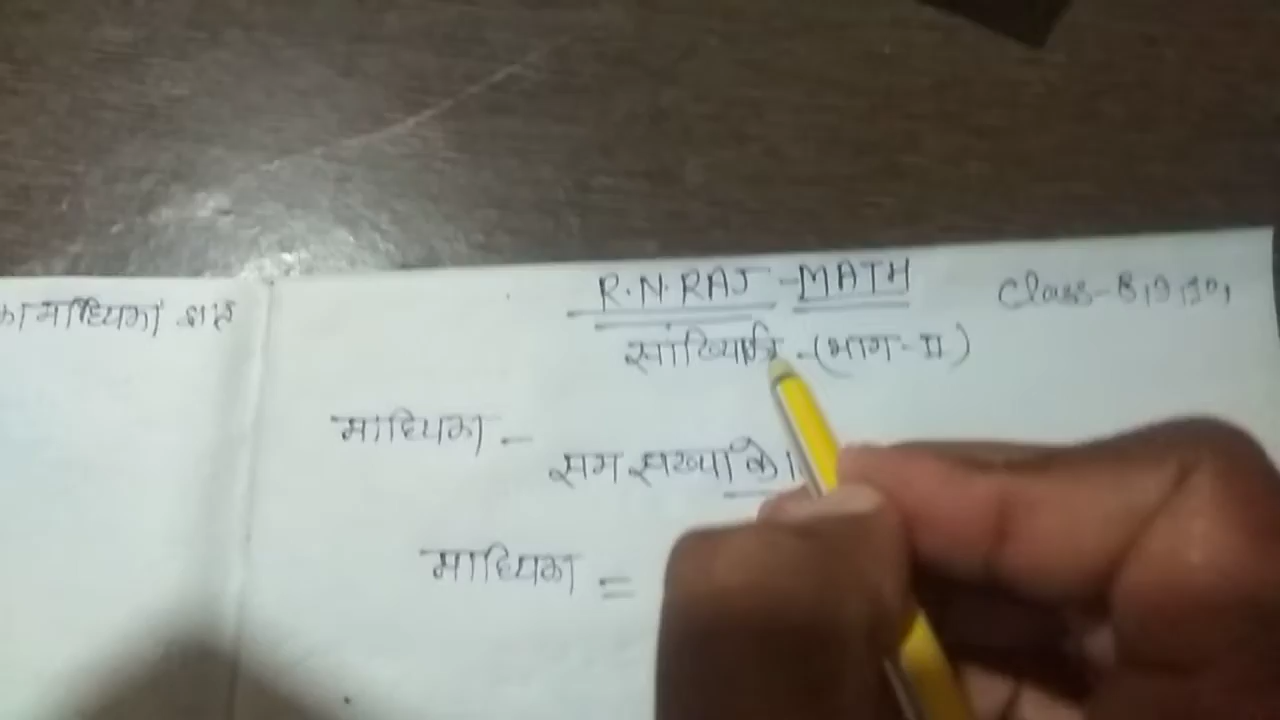 R.N.RAJ - MATH
Class-8,9,10,
सांख्यिकी -(भाग-II)
का माध्यिका ज्ञात
माध्यिका -
सम संख्या के।
माध्यिका =